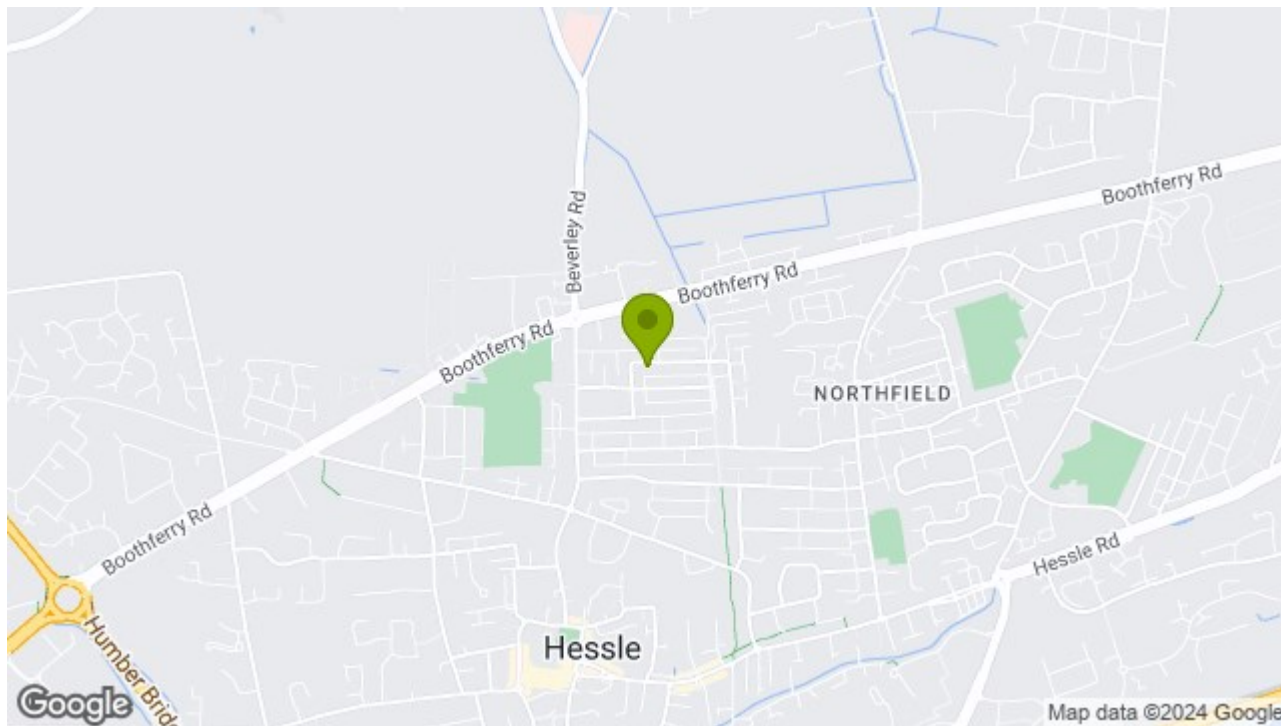 Boothferry Rd
Beverley Rd
Boothferry Rd
Boothferry Rd
NORTHFIELD
Boothferry Rd
Hessle Rd
Humber Bridg
Hessle
Google
Map data ©2024 Google